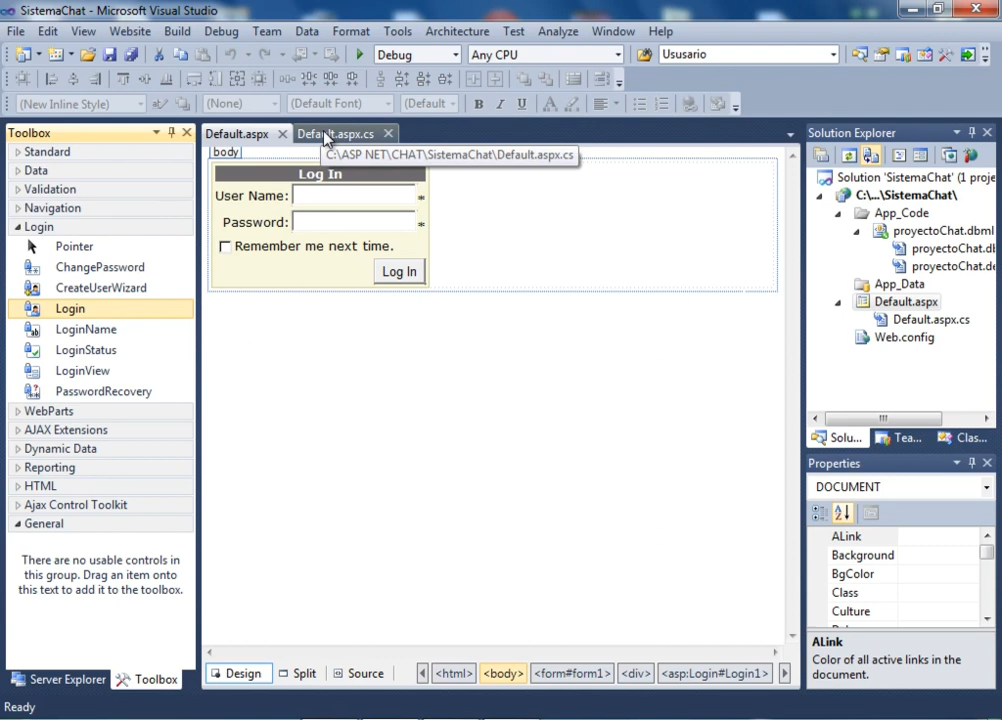 SistemaChat - Microsoft Visual Studio
File Edit View Website Build Debug Team Data Format Tools Architecture Test Analyze Window Help
Debug Any CPU Ususario
(New Inline Style) (None) (Default Font) (Default B I U A
Toolbox
Standard
Data
Validation
Navigation
Login
Pointer
ChangePassword
CreateUserWizard
Login
LoginName
LoginStatus
LoginView
PasswordRecovery
WebParts
AJAX Extensions
Dynamic Data
Reporting
HTML
Ajax Control Toolkit
General
There are no usable controls in
this group. Drag an item onto
this text to add it to the toolbox.
Server Explorer Toolbox
Default.aspx Default.aspx.cs
body
C:\ASP NET\CHAT\SistemaChat\Default.aspx.cs
Log In
User Name: *
Password: *
Remember me next time.
Log In
Design Split Source <html> <body> <form#form1> <div> <asp:Login#Login1>
Solution Explorer
Solution 'SistemaChat' (1 proje
C:\...\SistemaChat\
App_Code
proyectoChat.dbml
proyectoChat.db
proyectoChat.de
App_Data
Default.aspx
Default.aspx.cs
Web.config
Solu... Tea... Clas...
Properties
DOCUMENT
ALink
Background
BgColor
Class
Culture
ALink
Color of all active links in the
document.
Ready